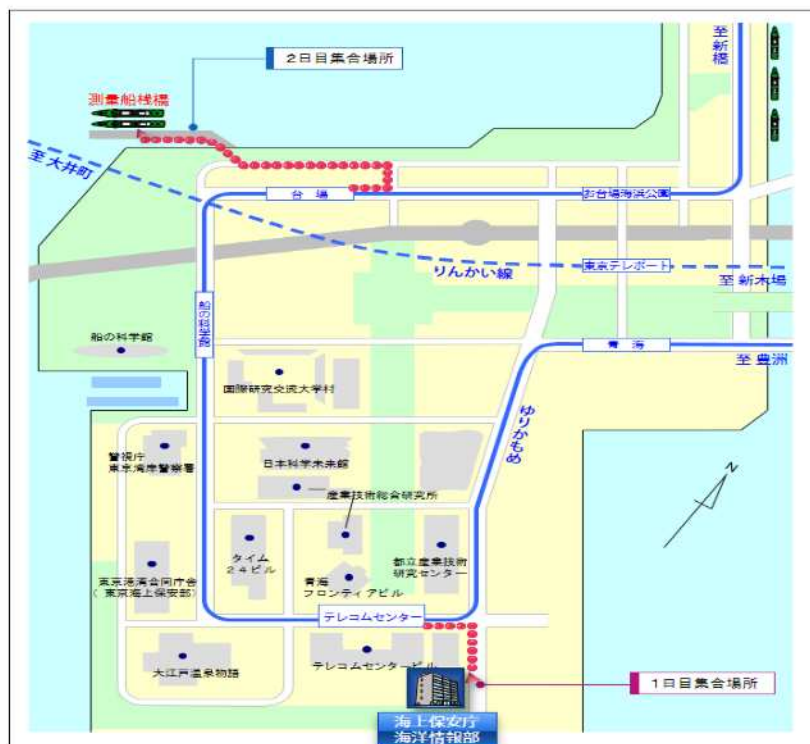 2日目集合場所
至新橋
測量船桟橋
至 大井町
台 場
お台場海浜公園
りんかい線
東京テレポート
至 新木場
船の科学館
船の科学館
青 海
至 豊洲
国際研究交流大学村
ゆりかもめ
警視庁
東京湾岸警察署
日本科学未来館
産業技術総合研究所
N
東京港湾合同庁舎
( 東京海上保安部)
タイム
24ビル
青海
フロンティアビル
都立産業技術
研究センター
テレコムセンター
大江戸温泉物語
テレコムセンタービル
1日目集合場所
海上保安庁
海洋情報部